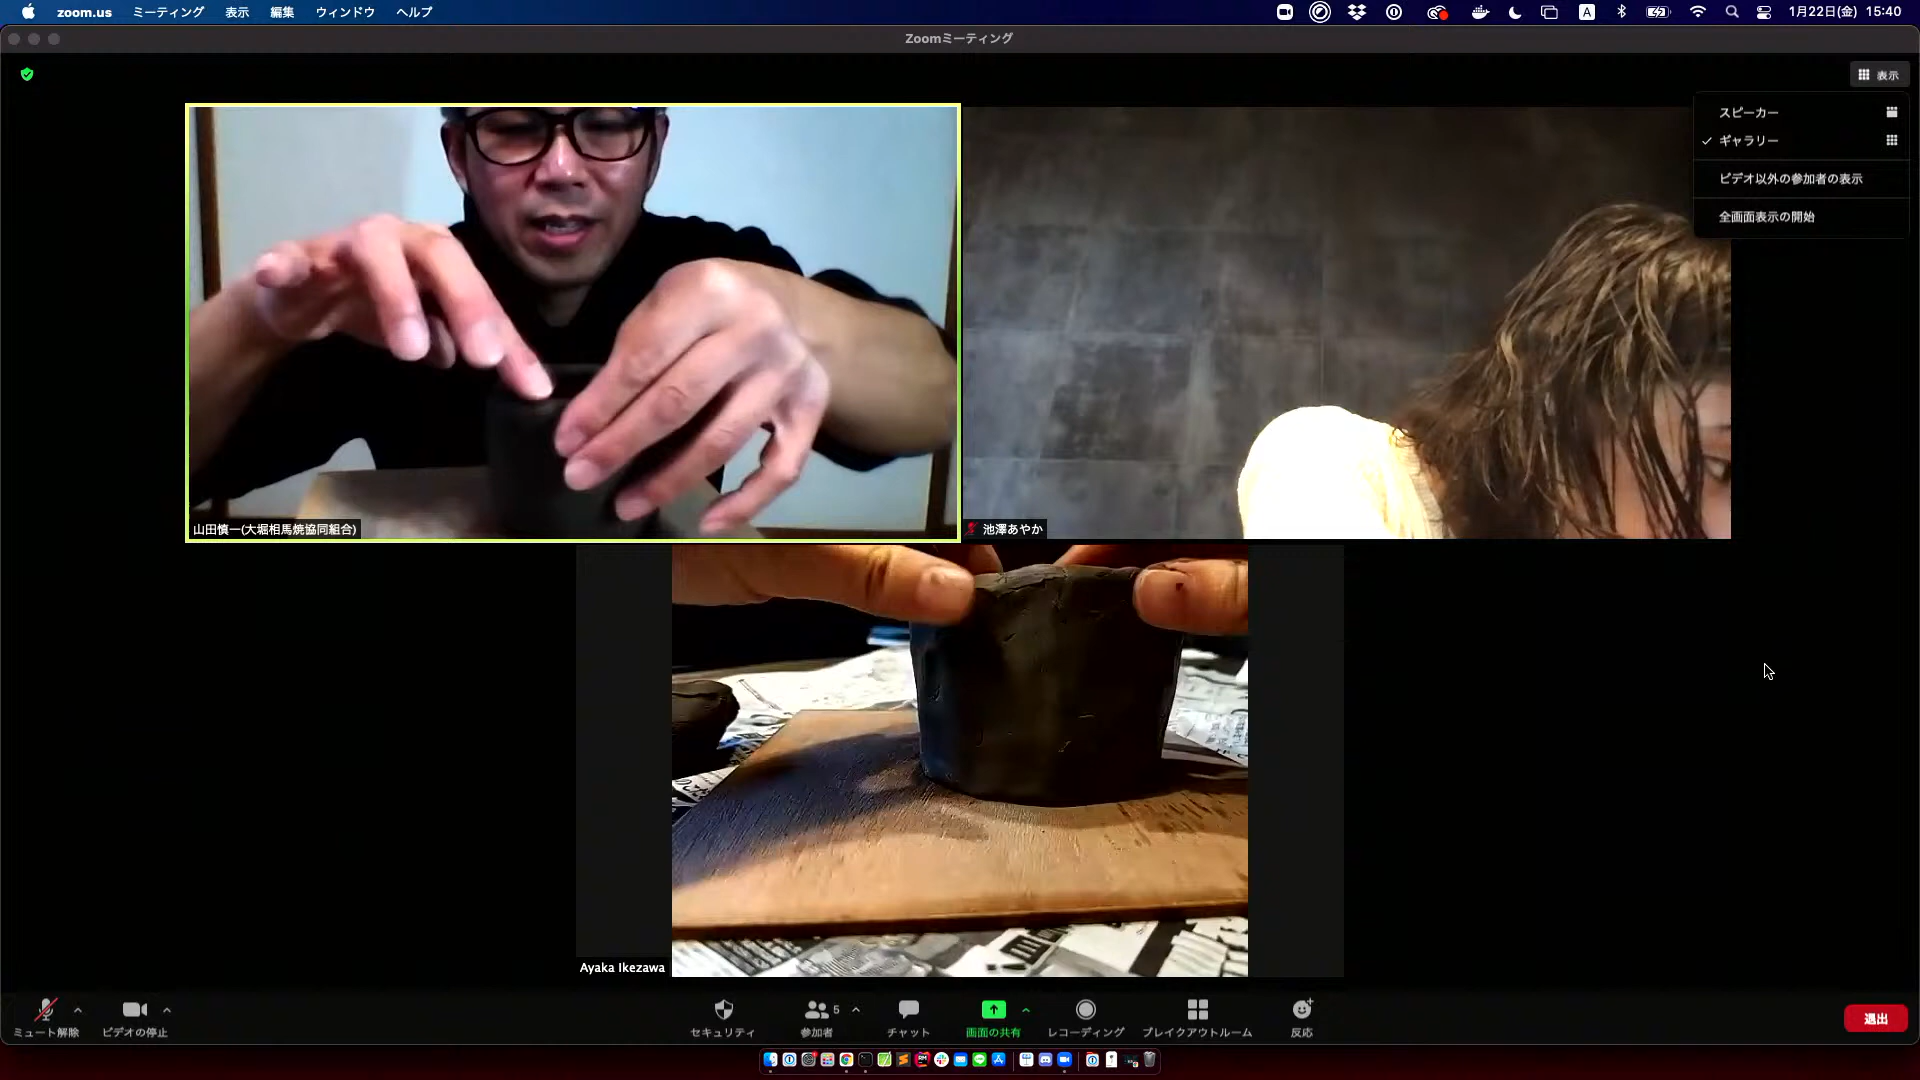 zoom.us ミーティング 表示 編集 ウィンドウ ヘルプ A 1月22日(金) 15:40
Zoomミーティング
表示
スピーカー
ギャラリー
ビデオ以外の参加者の表示
全画面表示の開始
山田慎一(大堀相馬焼協同組合)
池澤あやか
Ayaka Ikezawa
ミュート解除 ビデオの停止 セキュリティ 参加者 5 チャット 画面の共有 レコーディング ブレイクアウトルーム 反応 退出